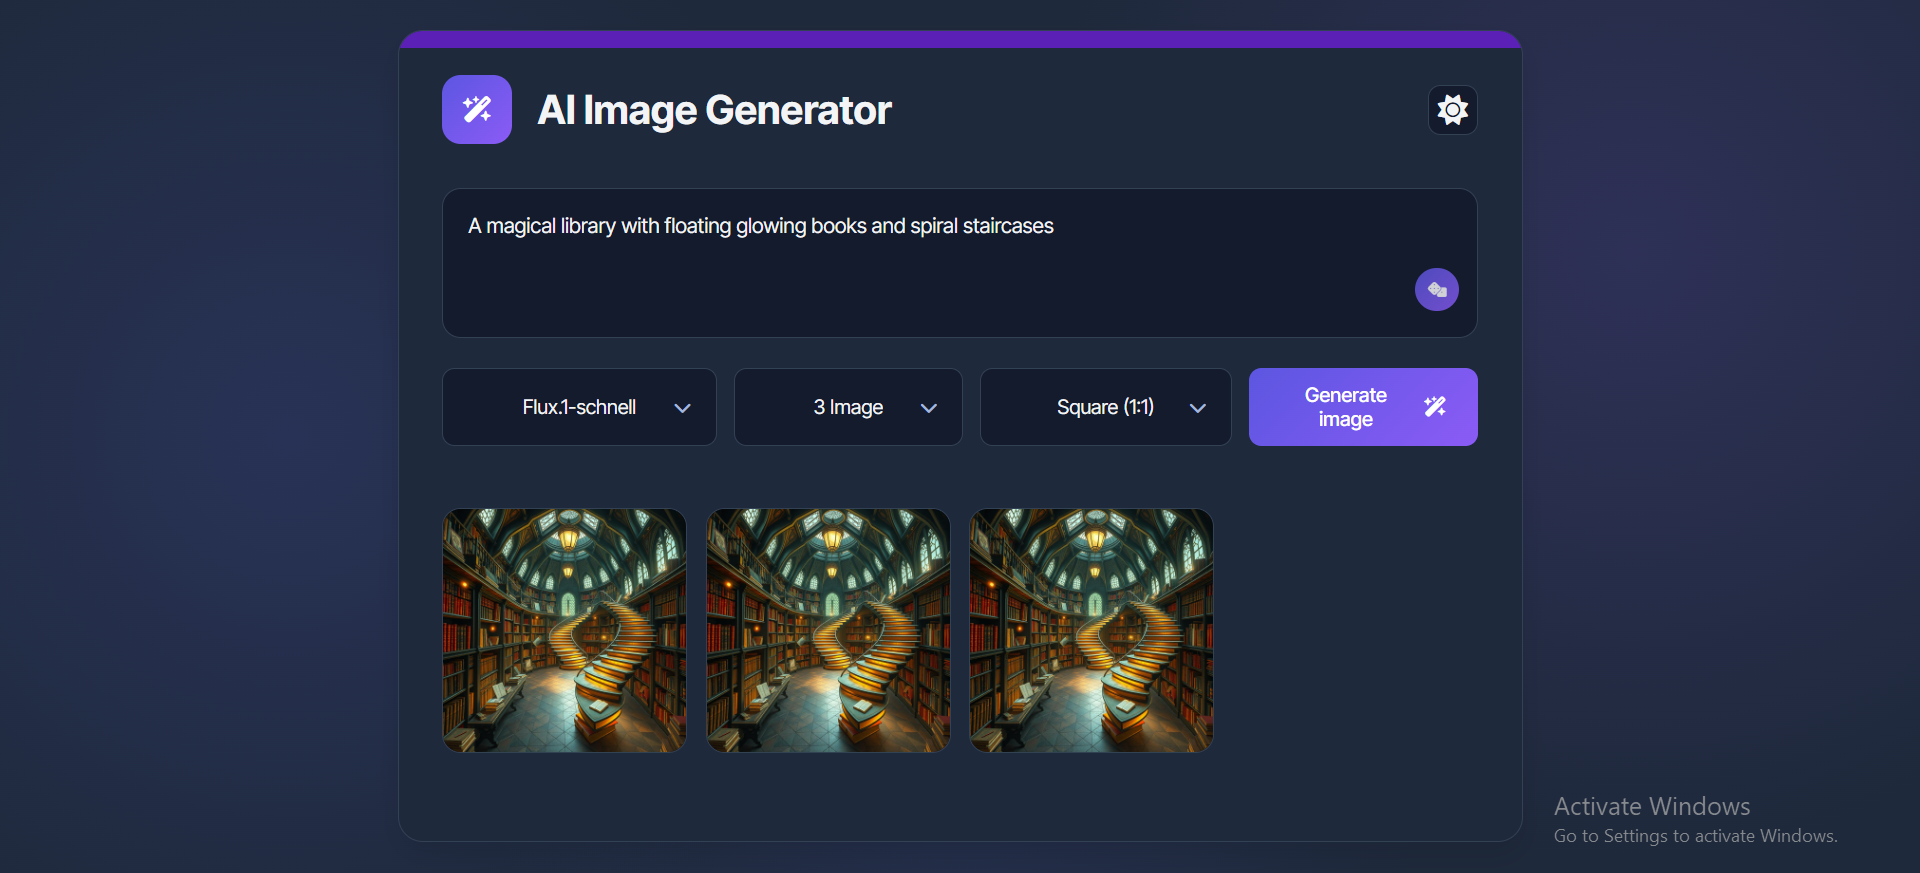 AI Image Generator
A magical library with floating glowing books and spiral staircases
Flux.1-schnell
3 Image
Square (1:1)
Generate
image
Activate Windows
Go to Settings to activate Windows.